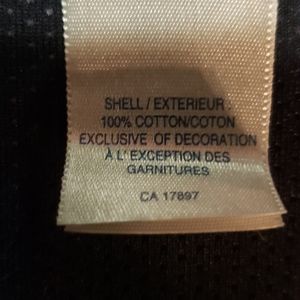 SHELL / EXTERIEUR :
100% COTTON/COTON
EXCLUSIVE OF DECORATION
À L'EXCEPTION DES
GARNITURES
CA 17897